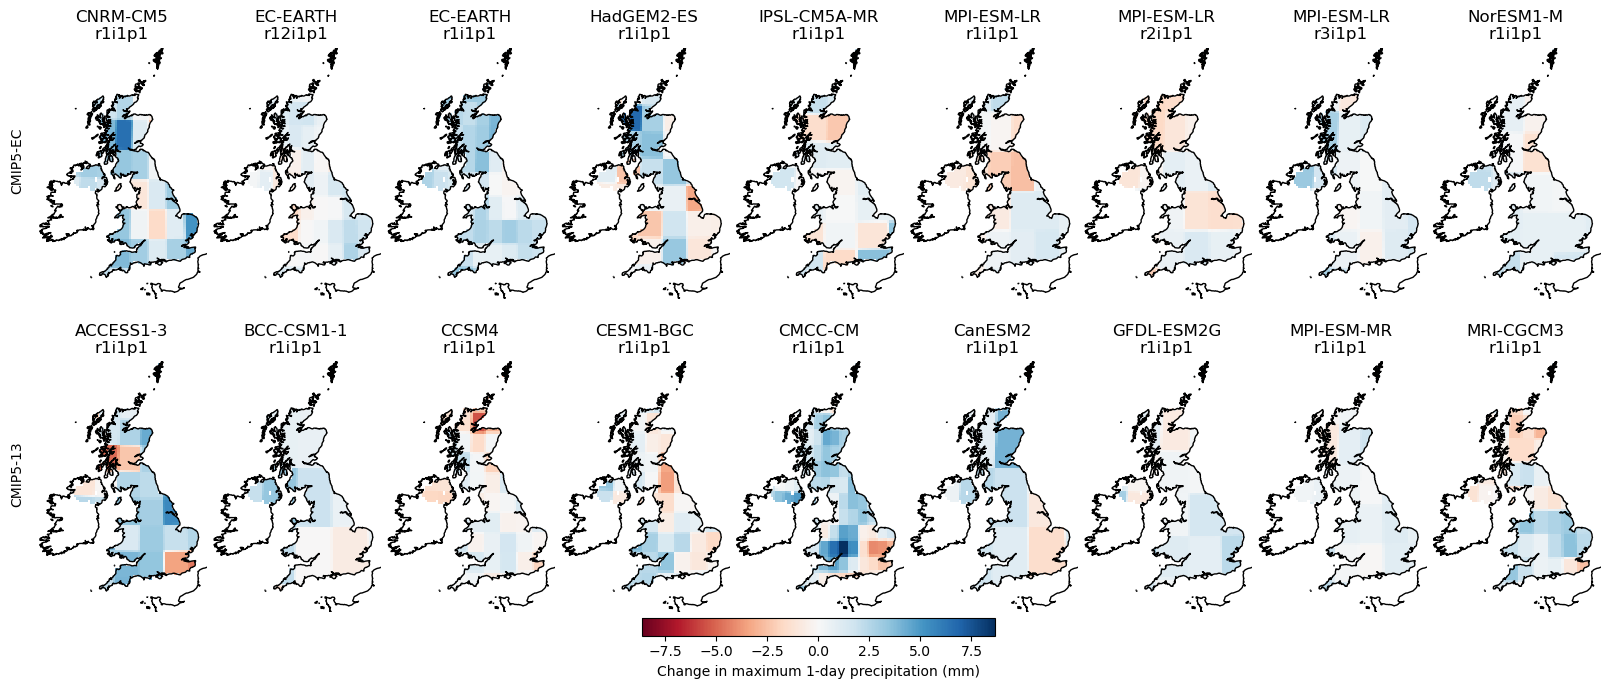 CNRM-CM5
r1i1p1
EC-EARTH
r12i1p1
EC-EARTH
r1i1p1
HadGEM2-ES
r1i1p1
IPSL-CM5A-MR
r1i1p1
MPI-ESM-LR
r1i1p1
MPI-ESM-LR
r2i1p1
MPI-ESM-LR
r3i1p1
NorESM1-M
r1i1p1
CMIP5-EC
ACCESS1-3
r1i1p1
BCC-CSM1-1
r1i1p1
CCSM4
r1i1p1
CESM1-BGC
r1i1p1
CMCC-CM
r1i1p1
CanESM2
r1i1p1
GFDL-ESM2G
r1i1p1
MPI-ESM-MR
r1i1p1
MRI-CGCM3
r1i1p1
CMIP5-13
−7.5 −5.0 −2.5 0.0 2.5 5.0 7.5
Change in maximum 1-day precipitation (mm)